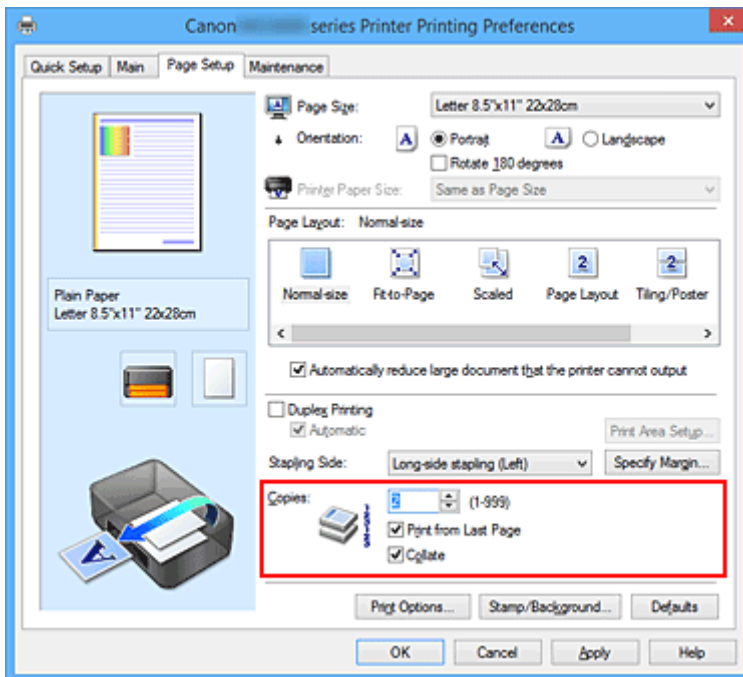 Canon series Printer Printing Preferences
Quick Setup Main Page Setup Maintenance
Page Size: Letter 8.5"x11" 22x28cm
Orientation: A Portrait A Landscape
Rotate 180 degrees
Printer Paper Size: Same as Page Size
Page Layout: Normal-size
2 2
Normal-size Fit-to-Page Scaled Page Layout Tiling/Poster
Plain Paper
Letter 8.5"x11" 22x28cm
Automatically reduce large document that the printer cannot output
Duplex Printing
Automatic
Print Area Setup...
Stapling Side: Long-side stapling (Left) Specify Margin...
Copies: 2 (1-999)
Print from Last Page
Collate
A
Print Options... Stamp/Background... Defaults
OK Cancel Apply Help